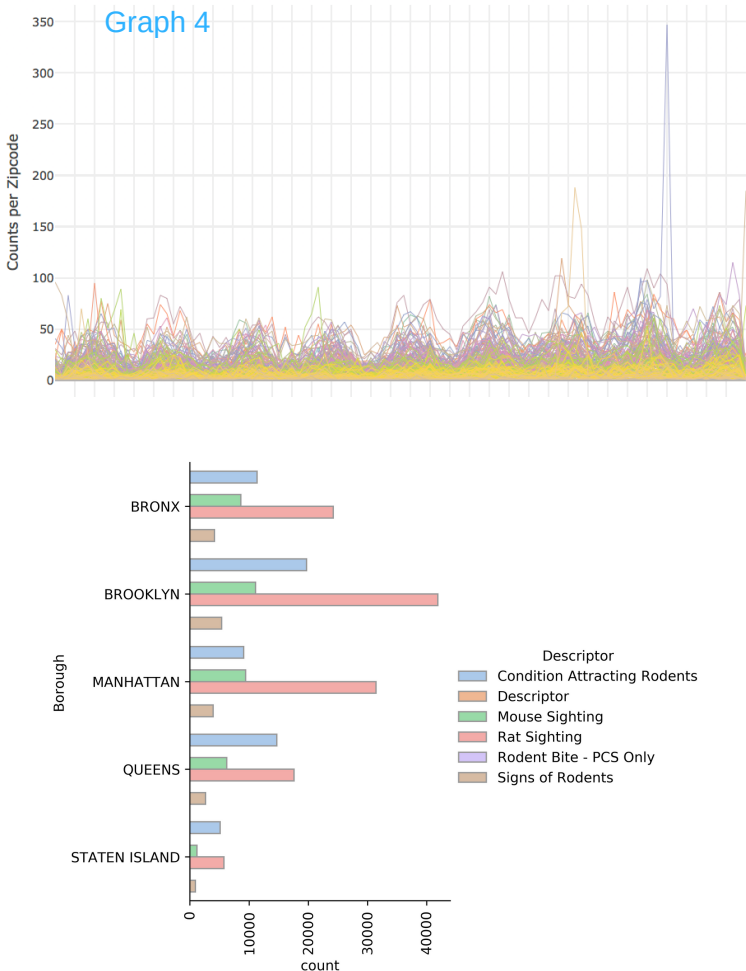 Graph 4
350
300
250
200
150
100
50
0
Counts per Zipcode
BRONX
BROOKLYN
MANHATTAN
QUEENS
STATEN ISLAND
Borough
0
10000
20000
30000
40000
count
Descriptor
Condition Attracting Rodents
Descriptor
Mouse Sighting
Rat Sighting
Rodent Bite - PCS Only
Signs of Rodents